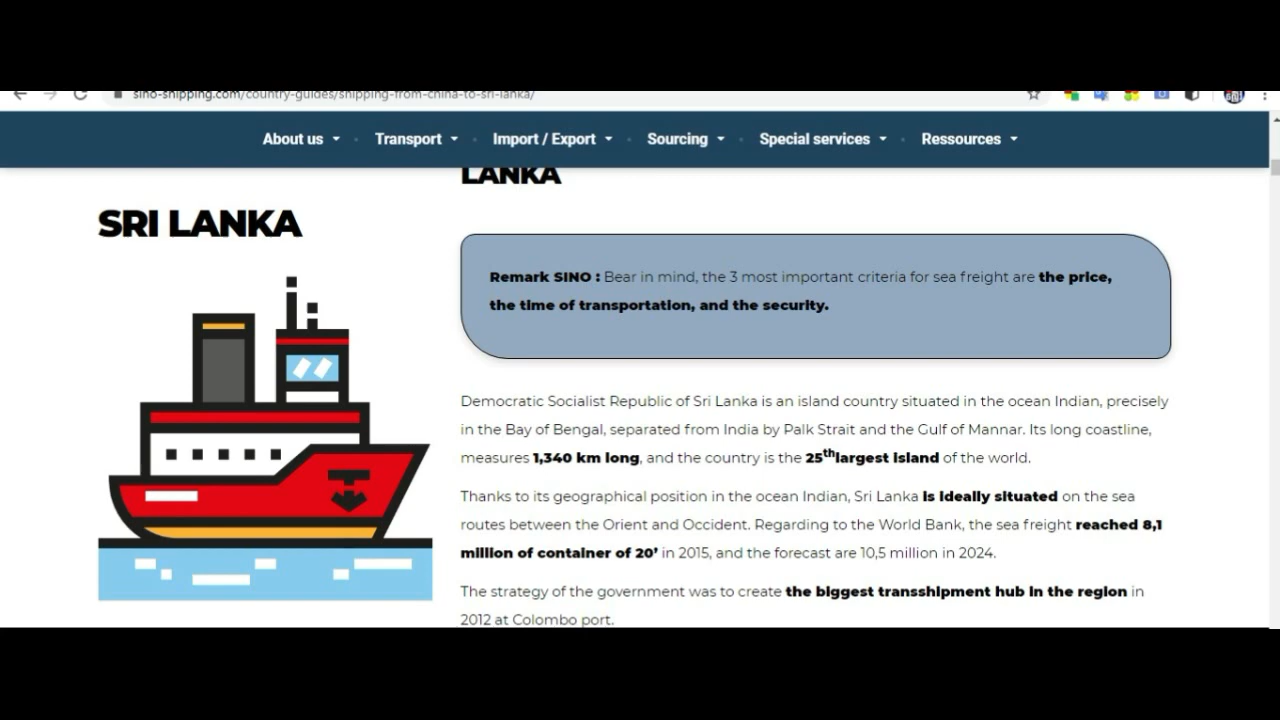 sino-shipping.com/country-guides/shipping-from-china-to-sri-lanka/
About us
Transport
Import / Export
Sourcing
Special services
Ressources
LANKA
SRI LANKA
Remark SINO : Bear in mind, the 3 most important criteria for sea freight are the price,
the time of transportation, and the security.
Democratic Socialist Republic of Sri Lanka is an island country situated in the ocean Indian, precisely
in the Bay of Bengal, separated from India by Palk Strait and the Gulf of Mannar. Its long coastline,
measures 1,340 km long, and the country is the 25th largest island of the world.
Thanks to its geographical position in the ocean Indian, Sri Lanka is ideally situated on the sea
routes between the Orient and Occident. Regarding to the World Bank, the sea freight reached 8,1
million of container of 20’ in 2015, and the forecast are 10,5 million in 2024.
The strategy of the government was to create the biggest transshipment hub in the region in
2012 at Colombo port.